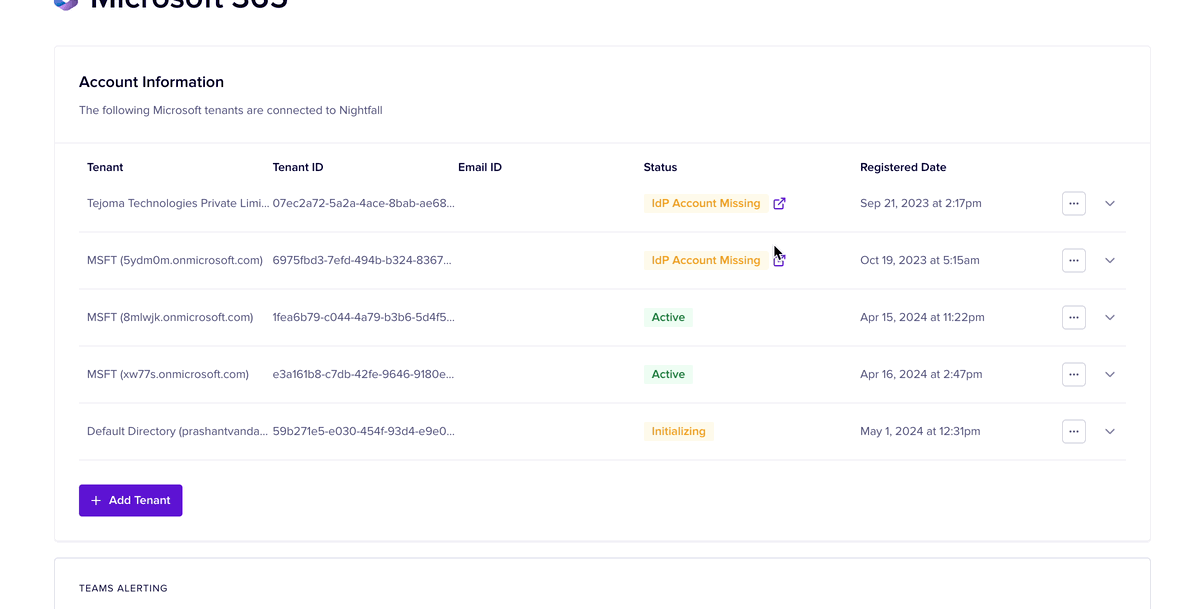 Microsoft 365
Account Information
The following Microsoft tenants are connected to Nightfall
Tenant Tenant ID Email ID Status Registered Date
Tejoma Technologies Private Limi... 07ec2a72-5a2a-4ace-8bab-ae68... IdP Account Missing Sep 21, 2023 at 2:17pm
MSFT (5ydm0m.onmicrosoft.com) 6975fbd3-7efd-494b-b324-8367... IdP Account Missing Oct 19, 2023 at 5:15am
MSFT (8mlwjk.onmicrosoft.com) 1fea6b79-c044-4a79-b3b6-5d4f5... Active Apr 15, 2024 at 11:22pm
MSFT (xw77s.onmicrosoft.com) e3a161b8-c7db-42fe-9646-9180e... Active Apr 16, 2024 at 2:47pm
Default Directory (prashantvanda... 59b271e5-e030-454f-93d4-e9e0... Initializing May 1, 2024 at 12:31pm
+ Add Tenant
TEAMS ALERTING